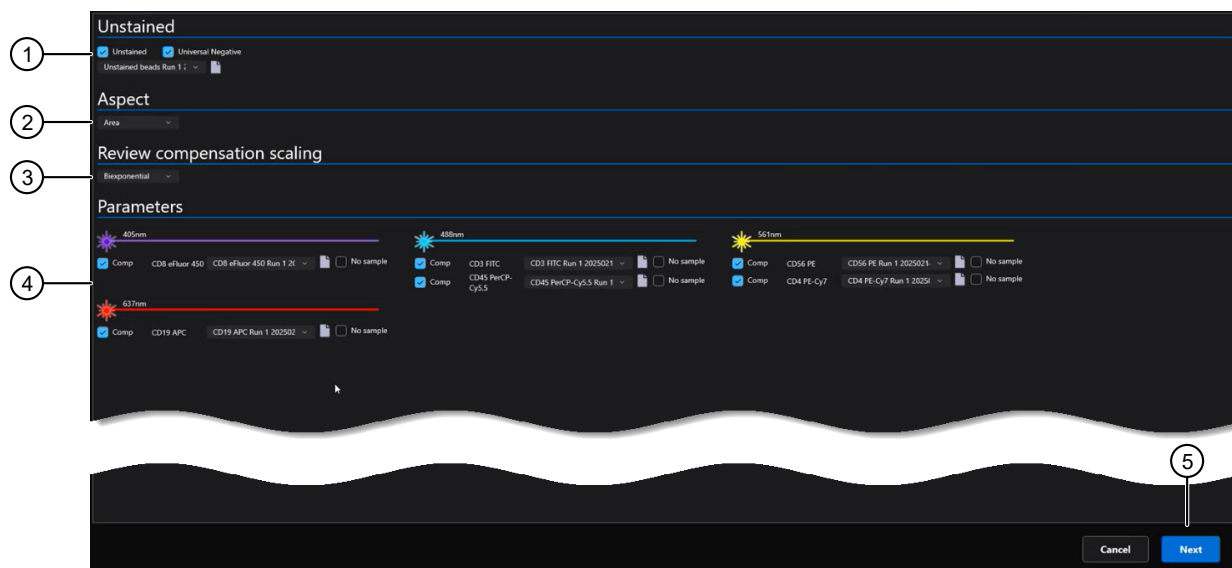 Unstained
1
Unstained Universal Negative
Unstained beads Run 1 2
Aspect
2
Area
Review compensation scaling
3
Biexponential
Parameters
405nm 488nm 561nm
Comp CD8 eFluor 450 CD8 eFluor 450 Run 1 20 No sample Comp CD3 FITC CD3 FITC Run 1 2025021 No sample Comp CD56 PE CD56 PE Run 1 2025021 No sample
4
Comp CD45 PerCP-Cy5.5 CD45 PerCP-Cy5.5 Run 1 No sample Comp CD4 PE-Cy7 CD4 PE-Cy7 Run 1 2025 No sample
637nm
Comp CD19 APC CD19 APC Run 1 202502 No sample
5
Cancel Next